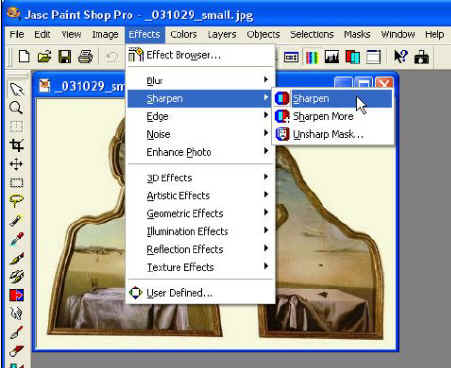 Jasc Paint Shop Pro - _031029_small.jpg
File Edit View Image Effects Colors Layers Objects Selections Masks Window Help
Effect Browser...
_031029_sm
Blur
Sharpen
Edge
Noise
Enhance Photo
3D Effects
Artistic Effects
Geometric Effects
Illumination Effects
Reflection Effects
Texture Effects
User Defined...
Sharpen
Sharpen More
Unsharp Mask...